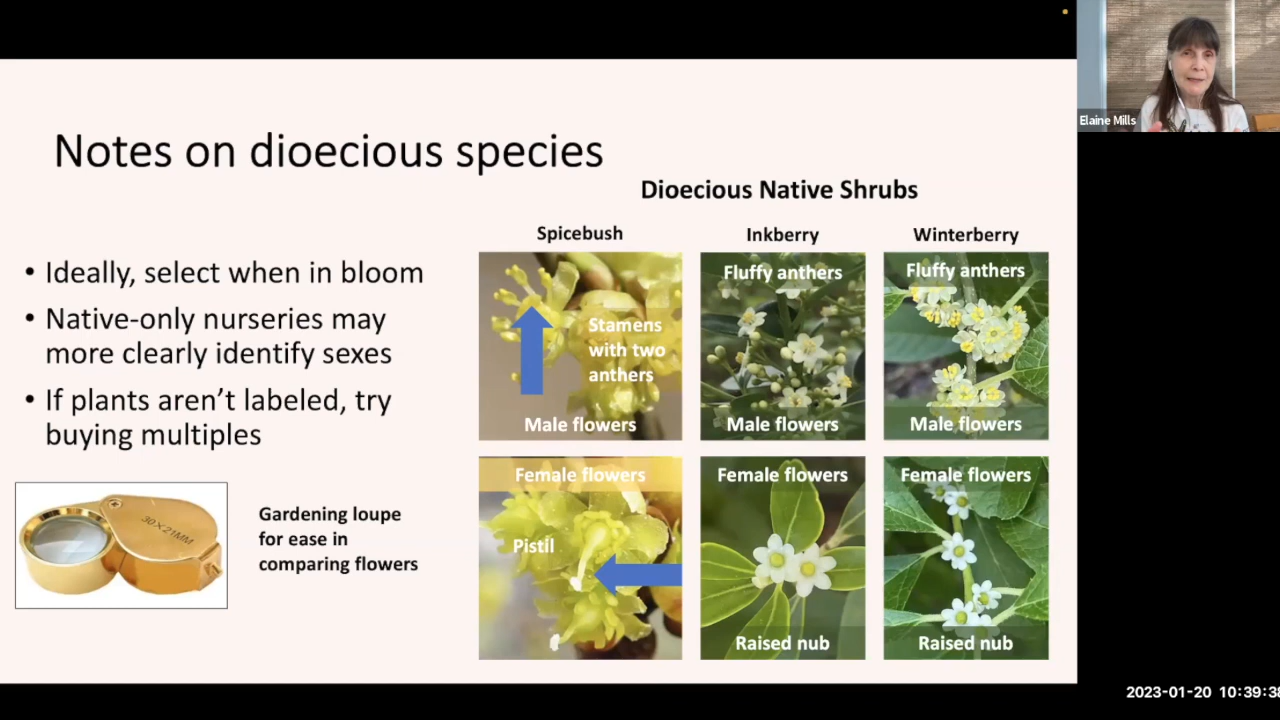 Elaine Mills
Notes on dioecious species
Dioecious Native Shrubs
Spicebush
Inkberry
Winterberry
• Ideally, select when in bloom
• Native-only nurseries may
more clearly identify sexes
• If plants aren’t labeled, try
buying multiples
Stamens
with two
anthers
Male flowers
Fluffy anthers
Male flowers
Fluffy anthers
Male flowers
Female flowers
Pistil
Female flowers
Raised nub
Female flowers
Raised nub
30×21MM
Gardening loupe
for ease in
comparing flowers
2023-01-20 10:39:38